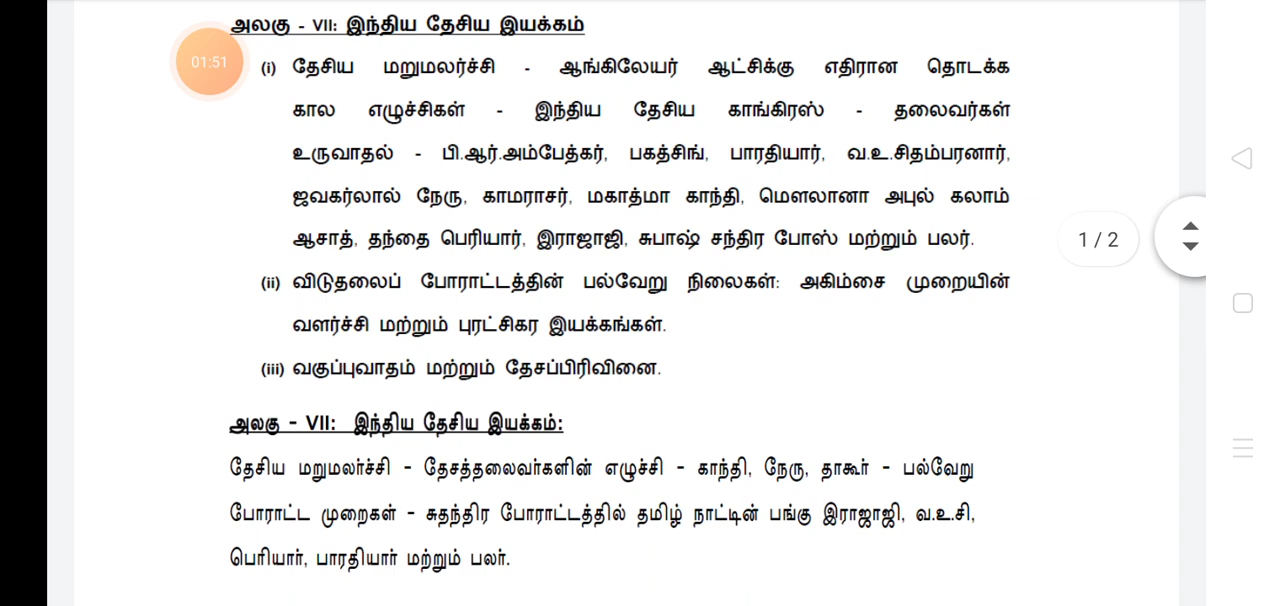 அலகு - VII: இந்திய தேசிய இயக்கம்
01:51
(i) தேசிய மறுமலர்ச்சி - ஆங்கிலேயர் ஆட்சிக்கு எதிரான தொடக்க
கால எழுச்சிகள் - இந்திய தேசிய காங்கிரஸ் - தலைவர்கள்
உருவாதல் - பி.ஆர்.அம்பேத்கர், பகத்சிங், பாரதியார், வ.உ.சிதம்பரனார்,
ஜவகர்லால் நேரு, காமராசர், மகாத்மா காந்தி, மௌலானா அபுல் கலாம்
ஆசாத், தந்தை பெரியார், இராஜாஜி, சுபாஷ் சந்திர போஸ் மற்றும் பலர்.
1 / 2
(ii) விடுதலைப் போராட்டத்தின் பல்வேறு நிலைகள்: அகிம்சை முறையின்
வளர்ச்சி மற்றும் புரட்சிகர இயக்கங்கள்.
(iii) வகுப்புவாதம் மற்றும் தேசப்பிரிவினை.
அலகு - VII: இந்திய தேசிய இயக்கம்:
தேசிய மறுமலர்ச்சி - தேசத்தலைவர்களின் எழுச்சி - காந்தி, நேரு, தாகூர் - பல்வேறு
போராட்ட முறைகள் - சுதந்திர போராட்டத்தில் தமிழ் நாட்டின் பங்கு இராஜாஜி, வ.உ.சி,
பெரியார், பாரதியார் மற்றும் பலர்.